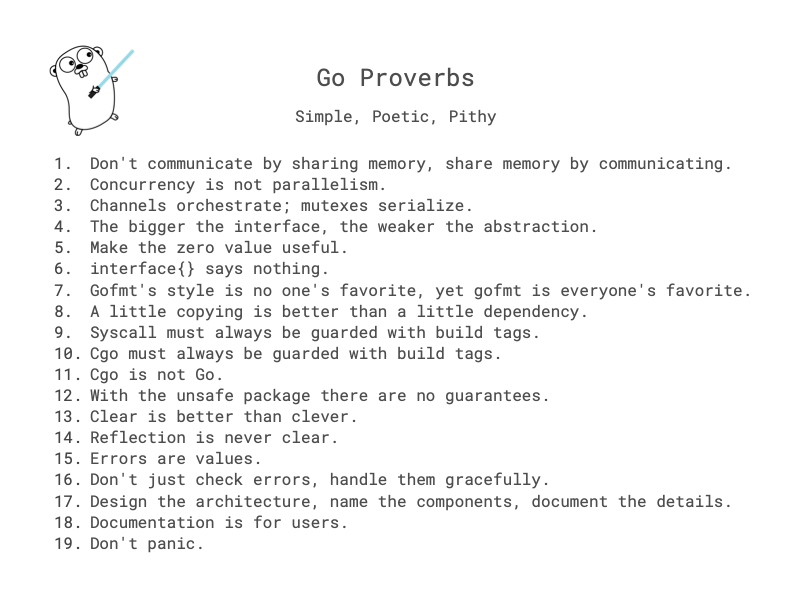 Go Proverbs
Simple, Poetic, Pithy
1. Don't communicate by sharing memory, share memory by communicating.
2. Concurrency is not parallelism.
3. Channels orchestrate; mutexes serialize.
4. The bigger the interface, the weaker the abstraction.
5. Make the zero value useful.
6. interface{} says nothing.
7. Gofmt's style is no one's favorite, yet gofmt is everyone's favorite.
8. A little copying is better than a little dependency.
9. Syscall must always be guarded with build tags.
10. Cgo must always be guarded with build tags.
11. Cgo is not Go.
12. With the unsafe package there are no guarantees.
13. Clear is better than clever.
14. Reflection is never clear.
15. Errors are values.
16. Don't just check errors, handle them gracefully.
17. Design the architecture, name the components, document the details.
18. Documentation is for users.
19. Don't panic.